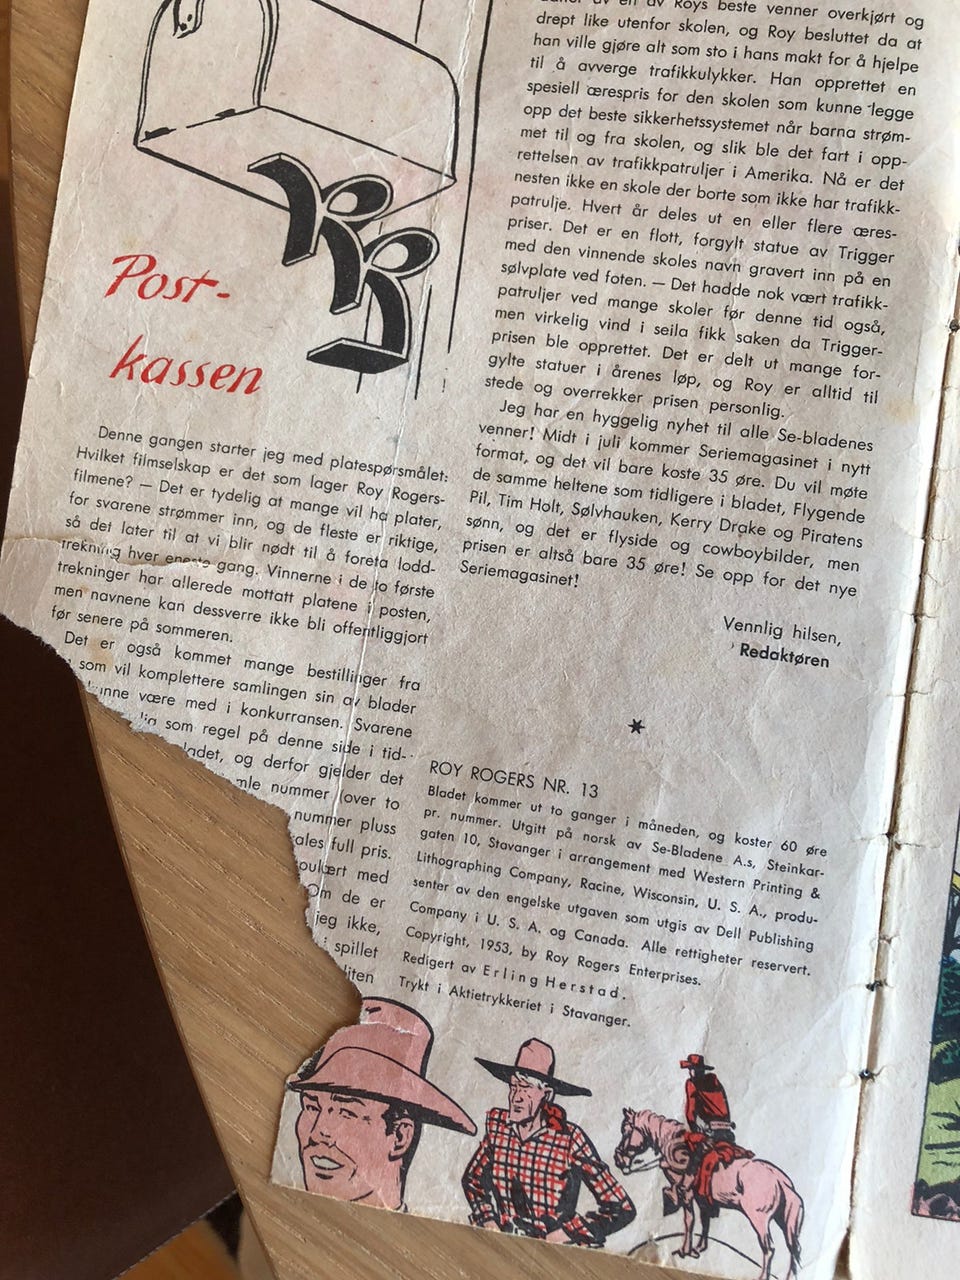 Post-
kassen
Denne gangen starter jeg med platespørsmålet:
Hvilket filmselskap er det som lager Roy Rogers-
filmene? — Det er tydelig at mange vil ha plater,
for svarene strømmer inn, og de fleste er riktige,
så det later til at vi blir nødt til å foreta lodd-
trekning hver eneste gang. Vinnerne i de to første
trekninger har allerede mottatt platene i posten,
men navnene kan dessverre ikke bli offentliggjort
før senere på sommeren.
Det er også kommet mange bestillinger fra
som vil komplettere samlingen sin av blader
unne være med i konkurransen. Svarene
som regel på denne side i tid-
ladet, og derfor gjelder det
mle nummer (over to
nummer pluss
ales full pris.
oulært med
Om de er
jeg ikke,
spillet
liten
av en av Roys beste venner overkjørt og
drept like utenfor skolen, og Roy besluttet da at
han ville gjøre alt som sto i hans makt for å hjelpe
til å avverge trafikkulykker. Han opprettet en
spesiell ærespris for den skolen som kunne legge
opp det beste sikkerhetssystemet når barna strøm-
met til og fra skolen, og slik ble det fart i opp-
rettelsen av trafikkpatruljer i Amerika. Nå er det
nesten ikke en skole der borte som ikke har trafikk-
patrulje. Hvert år deles ut en eller flere æres-
priser. Det er en flott, forgylt statue av Trigger
med den vinnende skoles navn gravert inn på en
sølvplate ved foten. — Det hadde nok vært trafikk-
patruljer ved mange skoler før denne tid også,
men virkelig vind i seila fikk saken da Trigger-
prisen ble opprettet. Det er delt ut mange for-
gylte statuer i årenes løp, og Roy er alltid til
stede og overrekker prisen personlig.
Jeg har en hyggelig nyhet til alle Se-bladenes
venner! Midt i juli kommer Seriemagasinet i nytt
format, og det vil bare koste 35 øre. Du vil møte
de samme heltene som tidligere i bladet, Flygende
Pil, Tim Holt, Sølvhauken, Kerry Drake og Piratens
sønn, og det er flyside og cowboybilder, men
prisen er altså bare 35 øre! Se opp for det nye
Seriemagasinet!
Vennlig hilsen,
Redaktøren
*
ROY ROGERS NR. 13
Bladet kommer ut to ganger i måneden, og koster 60 øre
pr. nummer. Utgitt på norsk av Se-Bladene A.s, Steinkar-
gaten 10, Stavanger i arrangement med Western Printing &
Lithographing Company, Racine, Wisconsin, U. S. A., produ-
senter av den engelske utgaven som utgis av Dell Publishing
Company i U. S. A. og Canada. Alle rettigheter reservert.
Copyright, 1953, by Roy Rogers Enterprises.
Redigert av Erling Herstad.
Trykt i Aktietrykkeriet i Stavanger.